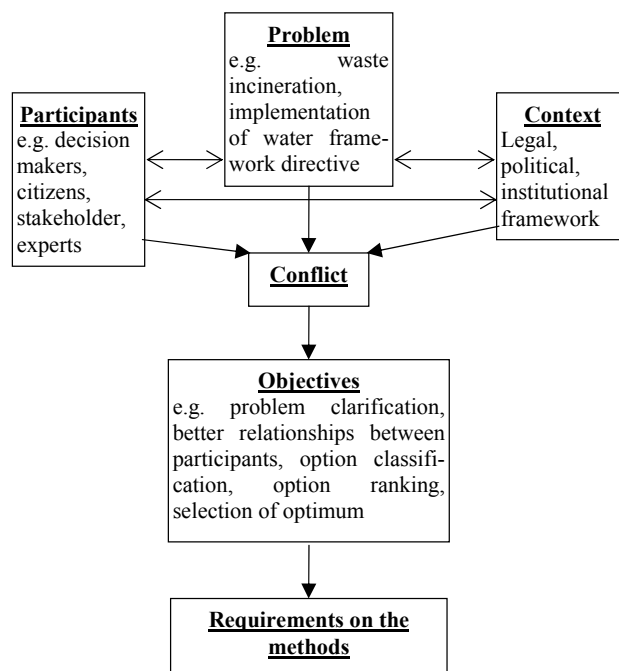 Problem
e.g. waste
incineration,
implementation
of water frame-
work directive
Participants
e.g. decision
makers,
citizens,
stakeholder,
experts
Context
Legal,
political,
institutional
framework
Conflict
Objectives
e.g. problem clarification,
better relationships between
participants, option classifi-
cation, option ranking,
selection of optimum
Requirements on the
methods